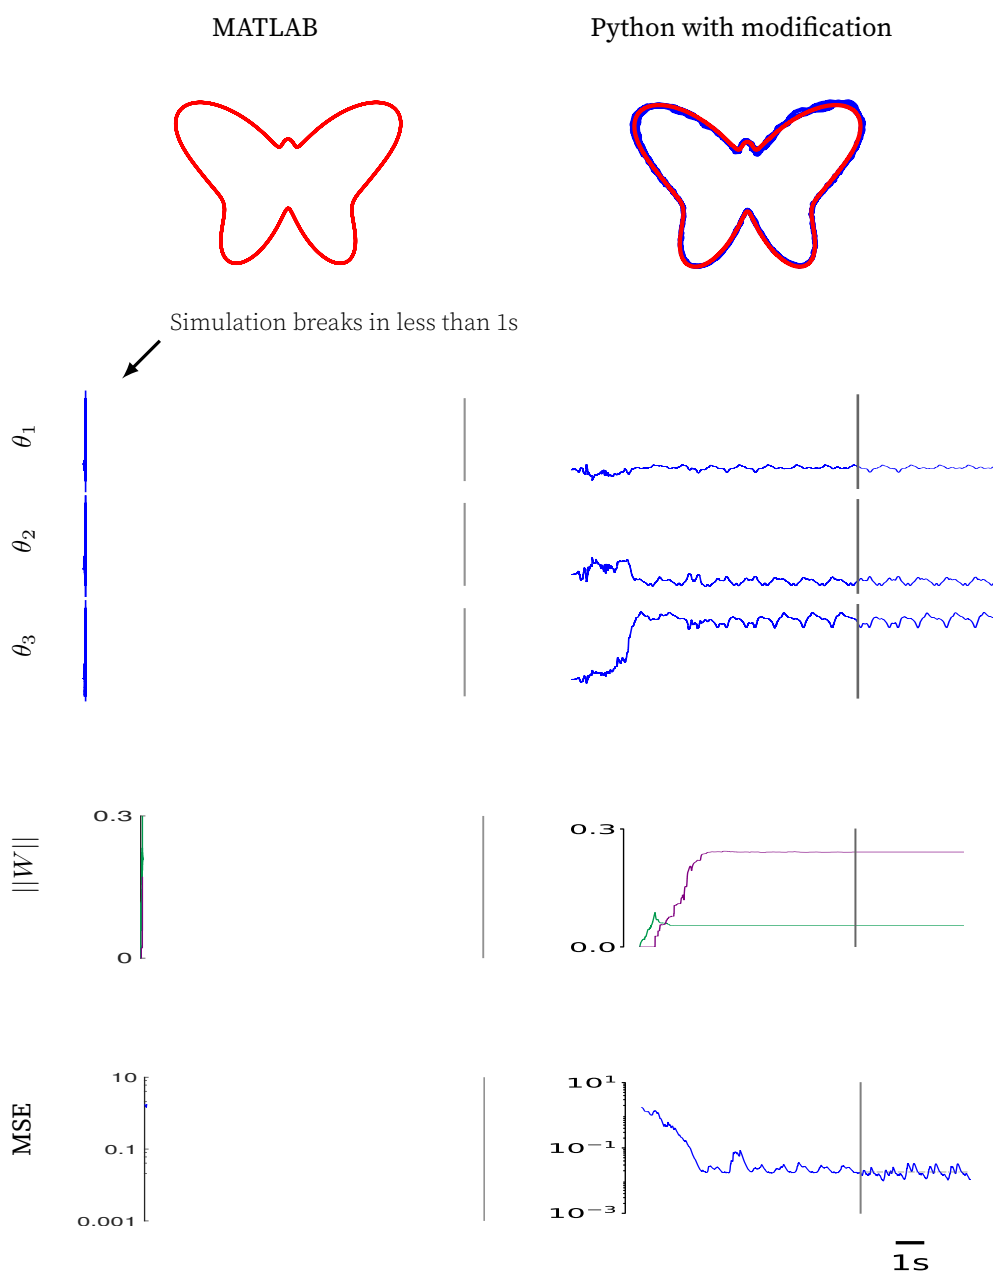 MATLAB
Python with modification
Simulation breaks in less than 1s
θ1
θ2
θ3
||W||
0.3
0
0.3
0.0
MSE
10
0.1
0.001
10¹
10⁻¹
10⁻³
1s